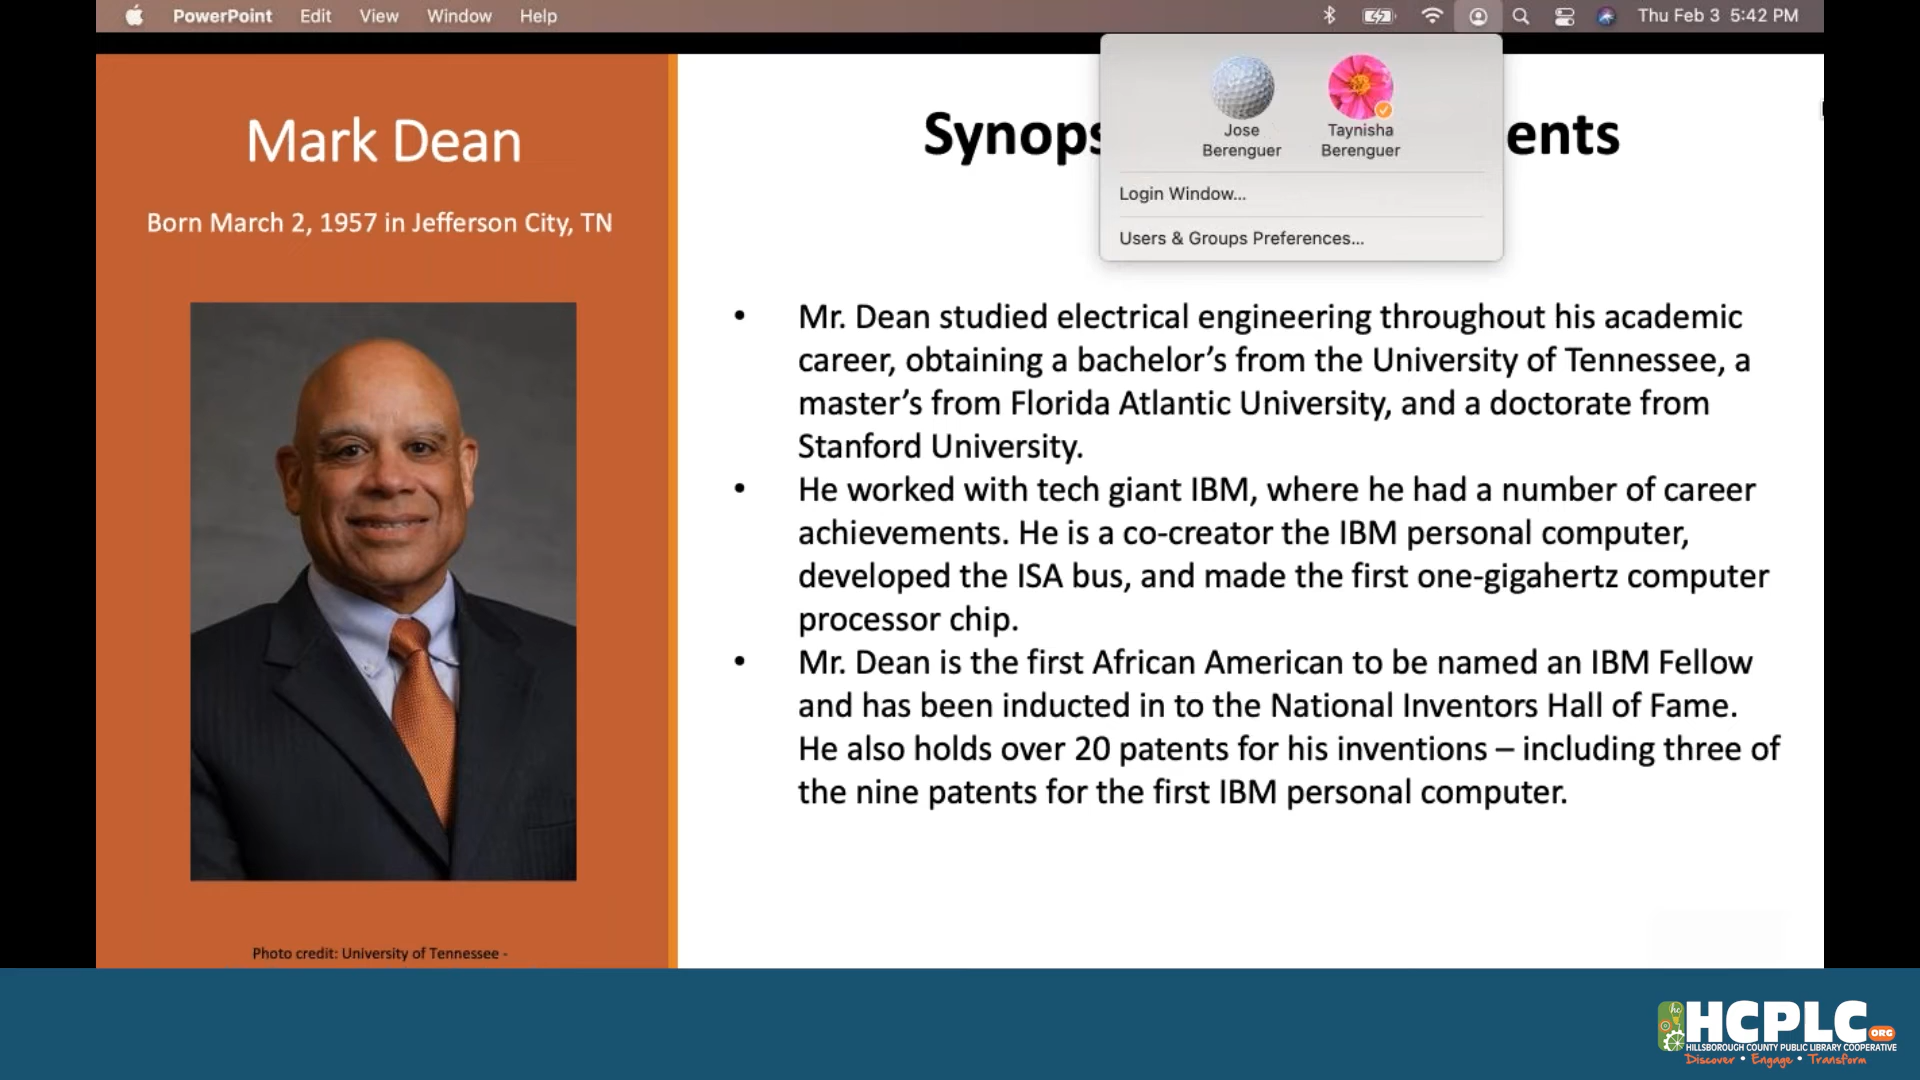 PowerPoint Edit View Window Help
Thu Feb 3 5:42 PM
Mark Dean
Born March 2, 1957 in Jefferson City, TN
Photo credit: University of Tennessee -
Synops
ents
Jose
Berenguer
Taynisha
Berenguer
Login Window...
Users & Groups Preferences...
• Mr. Dean studied electrical engineering throughout his academic
career, obtaining a bachelor's from the University of Tennessee, a
master's from Florida Atlantic University, and a doctorate from
Stanford University.
• He worked with tech giant IBM, where he had a number of career
achievements. He is a co-creator the IBM personal computer,
developed the ISA bus, and made the first one-gigahertz computer
processor chip.
• Mr. Dean is the first African American to be named an IBM Fellow
and has been inducted in to the National Inventors Hall of Fame.
He also holds over 20 patents for his inventions – including three of
the nine patents for the first IBM personal computer.
hc
HCPLC.ORG
HILLSBOROUGH COUNTY PUBLIC LIBRARY COOPERATIVE
Discover • Engage • Transform